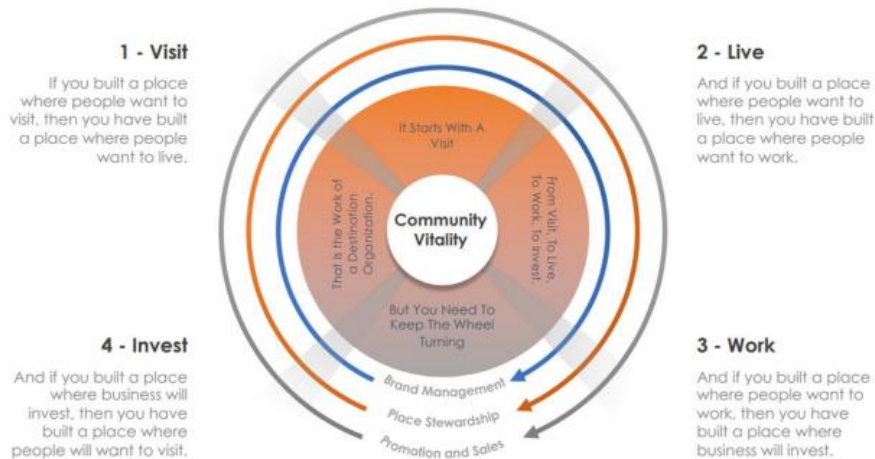 1 - Visit
If you built a place
where people want to
visit, then you have built
a place where people
want to live.
2 - Live
And if you built a place
where people want to
live, then you have built
a place where people
want to work.
It Starts With A
Visit
From Visit, To Live,
To Work, To Invest.
But You Need To
Keep The Wheel
Turning
That is the Work of
a Destination
Organization.
Community
Vitality
Brand Management
Place Stewardship
Promotion and Sales
3 - Work
And if you built a place
where people want to
work, then you have
built a place where
business will invest.
4 - Invest
And if you built a place
where business will
invest, then you have
built a place where
people will want to visit.